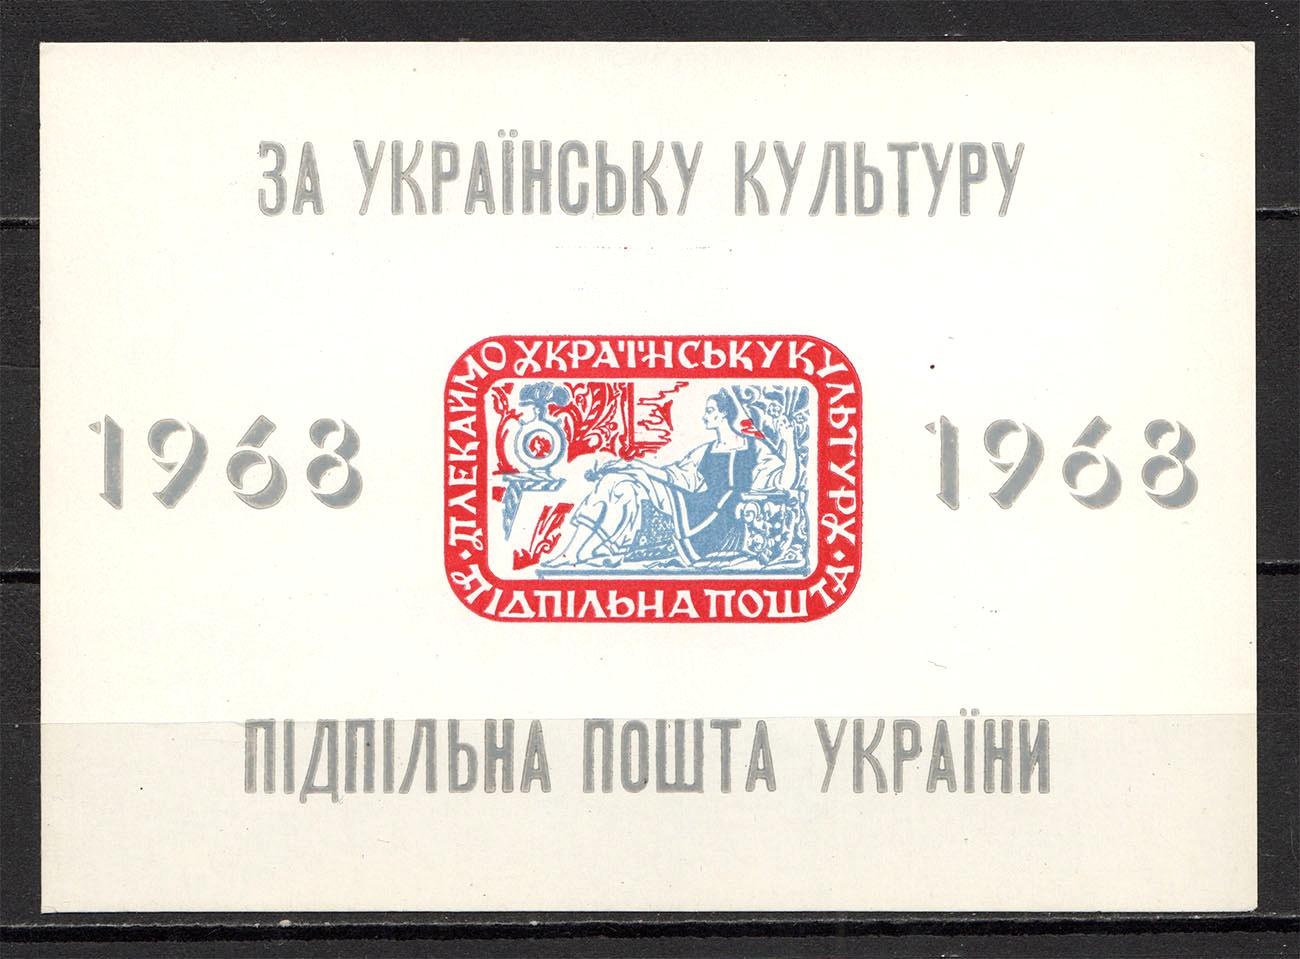 ЗА УКРАЇНСЬКУ КУЛЬТУРУ
ПЛЕКАЙМО УКРАЇНСЬКУ КУЛЬТУРУ
1968
1968
ПІДПІЛЬНА ПОШТА
ПІДПІЛЬНА ПОШТА УКРАЇНИ